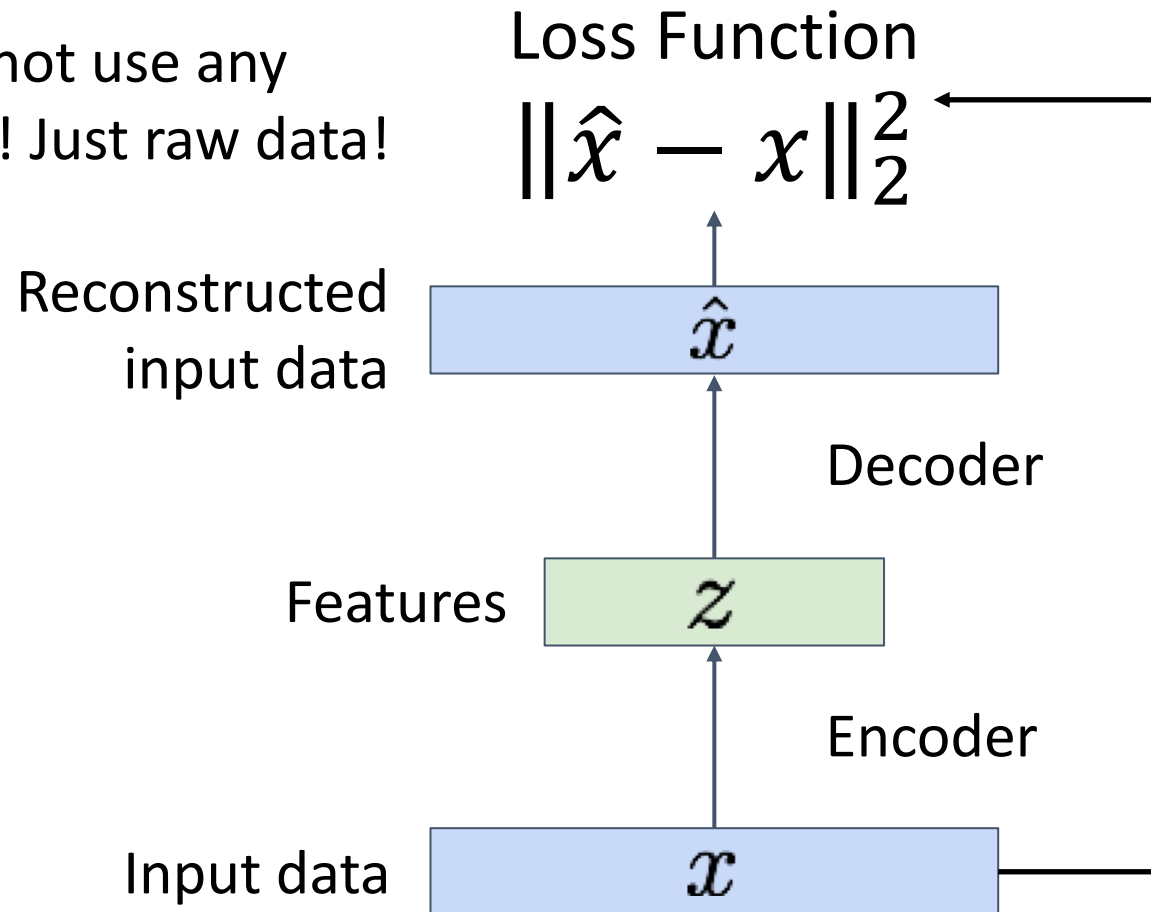 Loss Function
not use any
! Just raw data!
‖x̂ − x‖₂²
Reconstructed
input data
x̂
Decoder
Features
z
Encoder
Input data
x